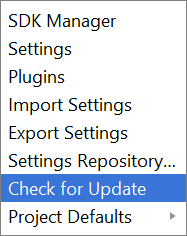 SDK Manager
Settings
Plugins
Import Settings
Export Settings
Settings Repository...
Check for Update
Project Defaults